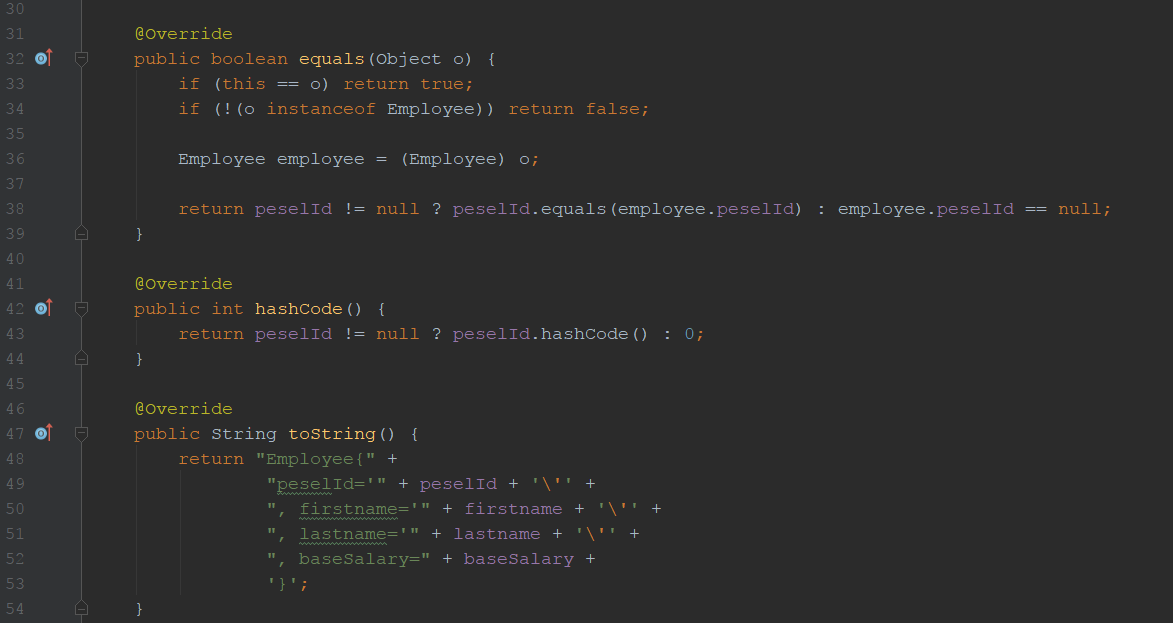 30
31 @Override
32 public boolean equals(Object o) {
33 if (this == o) return true;
34 if (!(o instanceof Employee)) return false;
35
36 Employee employee = (Employee) o;
37
38 return peselId != null ? peselId.equals(employee.peselId) : employee.peselId == null;
39 }
40
41 @Override
42 public int hashCode() {
43 return peselId != null ? peselId.hashCode() : 0;
44 }
45
46 @Override
47 public String toString() {
48 return "Employee{" +
49 "peselId='" + peselId + '\'' +
50 ", firstname='" + firstname + '\'' +
51 ", lastname='" + lastname + '\'' +
52 ", baseSalary=" + baseSalary +
53 '}';
54 }